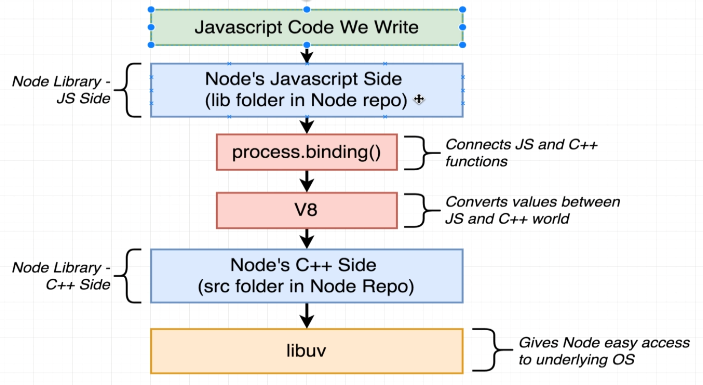 Javascript Code We Write
Node Library -
JS Side
Node's Javascript Side
(lib folder in Node repo)
process.binding()
Connects JS and C++
functions
V8
Converts values between
JS and C++ world
Node Library -
C++ Side
Node's C++ Side
(src folder in Node Repo)
libuv
Gives Node easy access
to underlying OS